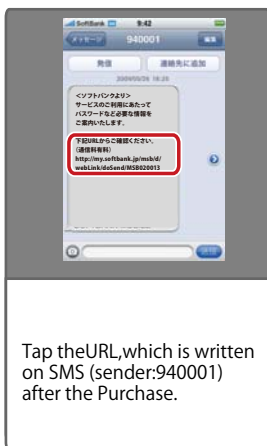 SoftBank 9:42
メッセージ 940001 編集
発信 連絡先に追加
2009/05/26 18:20
<ソフトバンクより>
サービスのご利用にあたって
パスワードなど必要な情報を
ご案内いたします。
下記URLからご確認ください。
(通信料有料)
http://my.softbank.jp/msb/d/
webLink/doSend/MSB020013
送信
Tap theURL,which is written
on SMS (sender:940001)
after the Purchase.